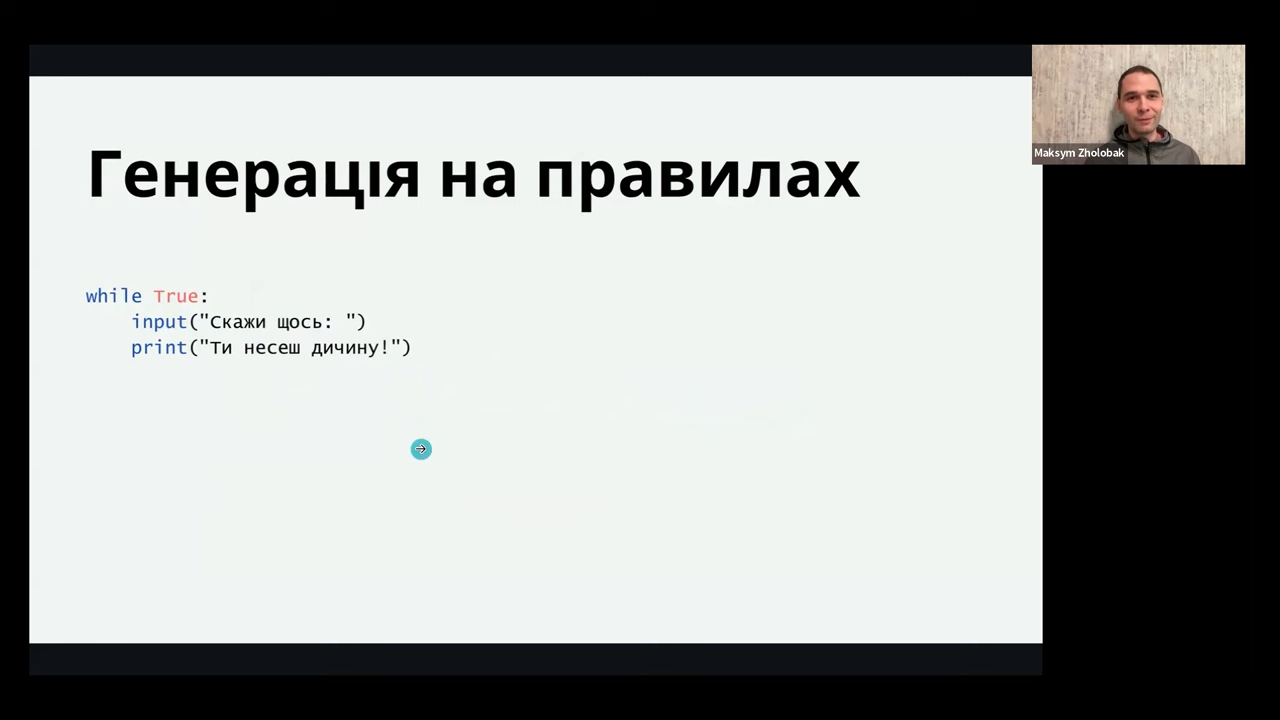 Генерація на правилах
while True:
    input("Скажи щось: ")
    print("Ти несеш дичину!")
Maksym Zholobak